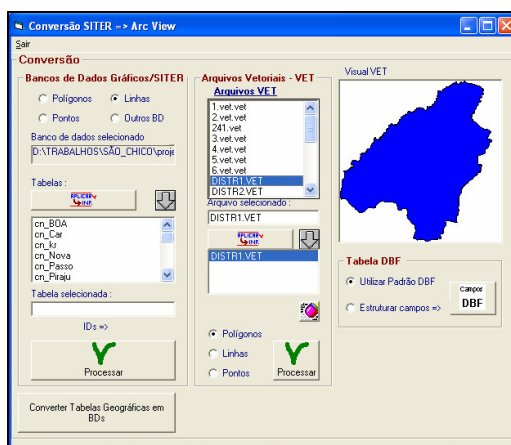 Conversão SITER => Arc View
Sair
Conversão
Bancos de Dados Gráficos/SITER
Polígonos
Linhas
Pontos
Outros BD
Banco de dados selecionado
D:\TRABALHOS\SÃO_CHICO\proje
Tabelas :
APLICAR
INF.
cn_BOA
cn_Car
cn_kr
cn_Nova
cn_Passo
cn_Piraju
Tabela selecionada :
IDs =>
Processar
Converter Tabelas Geográficas em
BDs
Arquivos Vetoriais - VET
Arquivos VET
1.vet.vet
2.vet.vet
241.vet
3.vet.vet
4.vet.vet
5.vet.vet
6.vet.vet
DISTR1.VET
DISTR2.VET
Arquivo selecionado :
DISTR1.VET
APLICAR
INF.
DISTR1.VET
Polígonos
Linhas
Pontos
Processar
Visual VET
Tabela DBF
Utilizar Padrão DBF
Estruturar campos =>
Campos
DBF